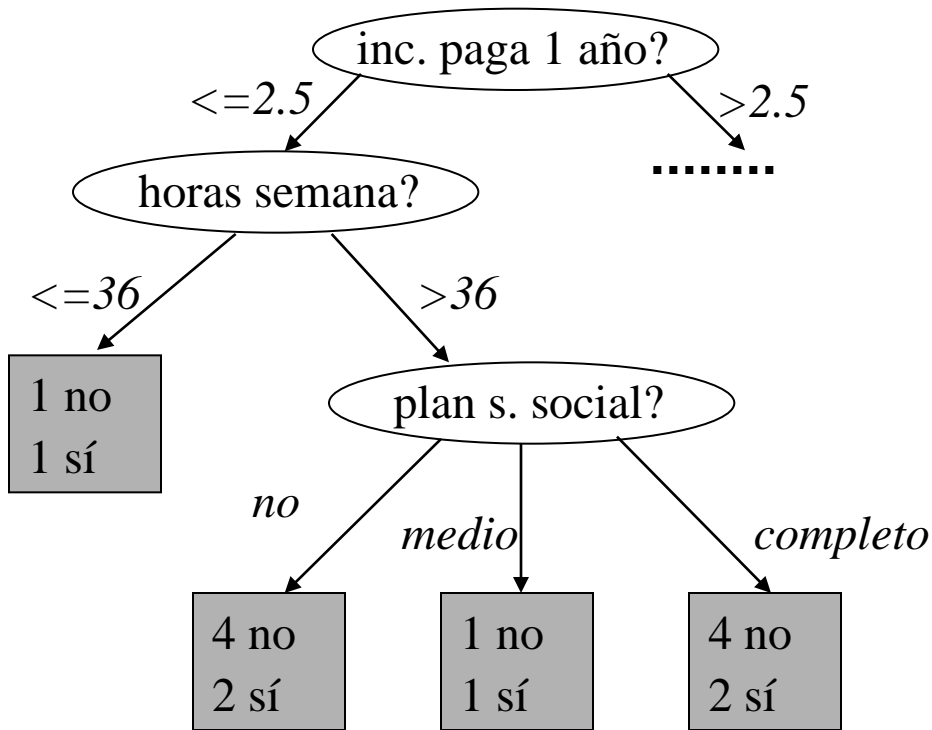 inc. paga 1 año?
<=2.5
>2.5
........
horas semana?
<=36
>36
1 no
1 sí
plan s. social?
no
medio
completo
4 no
2 sí
1 no
1 sí
4 no
2 sí